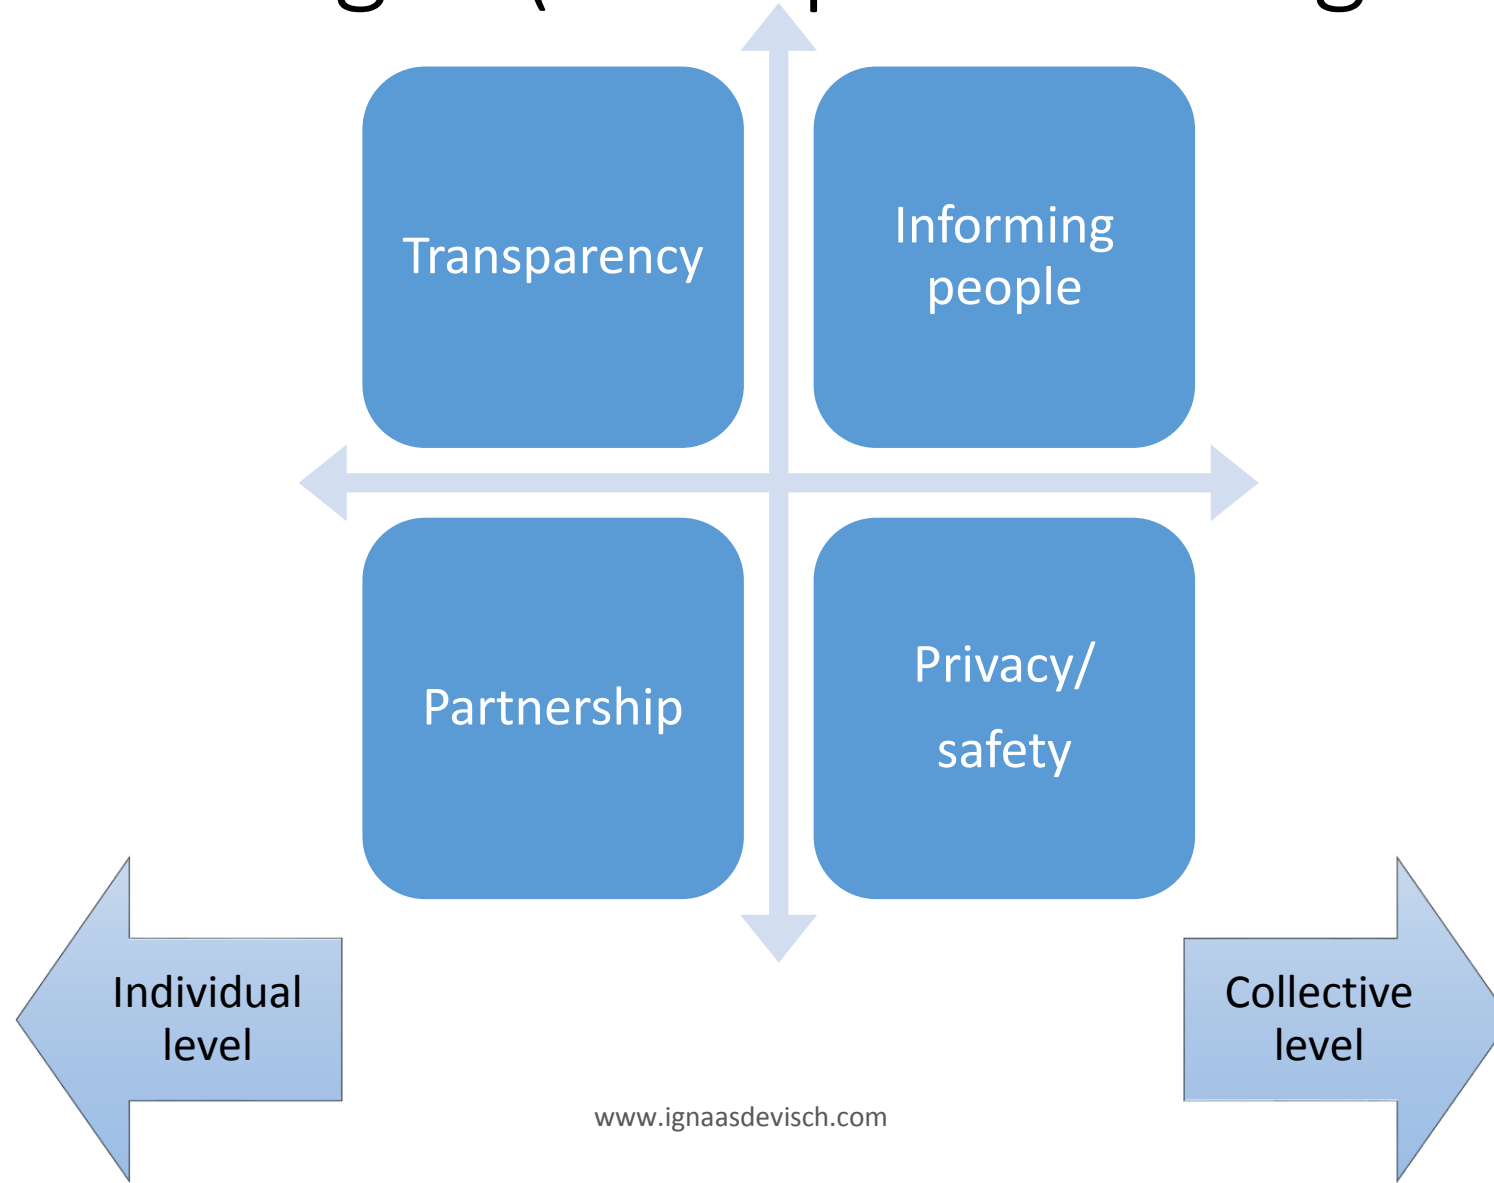 Transparency
Informing
people
Partnership
Privacy/
safety
Individual
level
Collective
level
www.ignaasdevisch.com